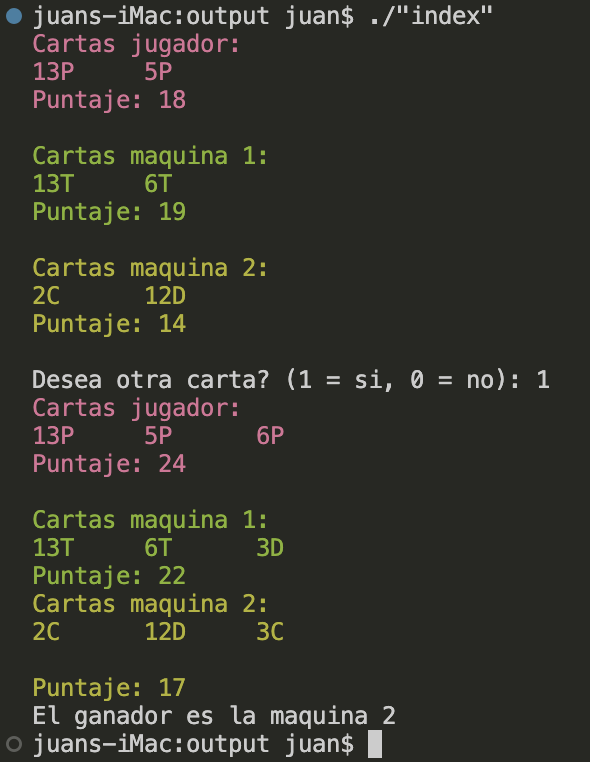 juans-iMac:output juan$ ./"index"
Cartas jugador:
13P     5P
Puntaje: 18

Cartas maquina 1:
13T     6T
Puntaje: 19

Cartas maquina 2:
2C      12D
Puntaje: 14

Desea otra carta? (1 = si, 0 = no): 1
Cartas jugador:
13P     5P      6P
Puntaje: 24

Cartas maquina 1:
13T     6T      3D
Puntaje: 22
Cartas maquina 2:
2C      12D     3C

Puntaje: 17
El ganador es la maquina 2
juans-iMac:output juan$